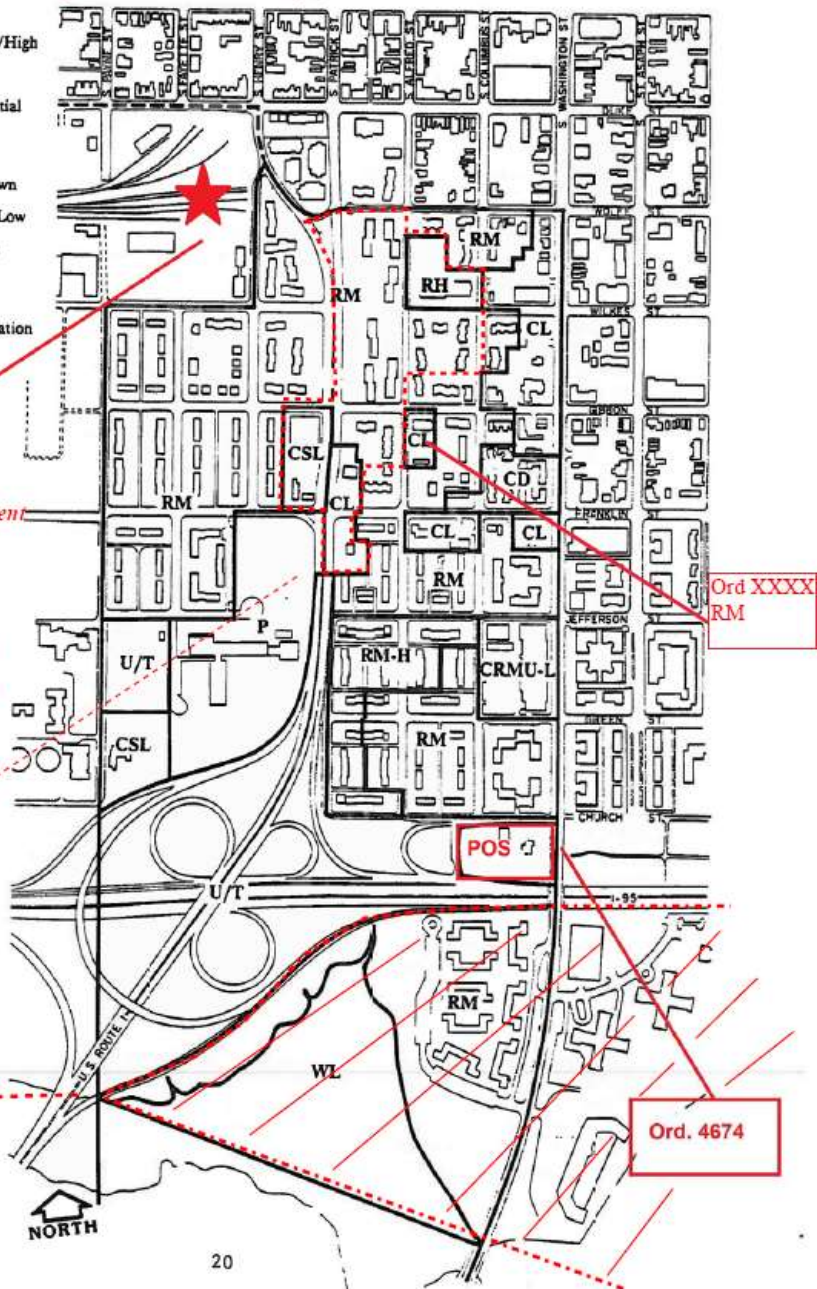 /High
tial
wn
Low
ation
ent
S PAYNE ST
S FAYETTE ST
S HENRY ST
S PATRICK ST
S ALFRED ST
S COLUMBUS ST
S WASHINGTON ST
S ST. ASAPH ST
DUKE ST
WOLFE ST
RM
RH
RM
WILKES ST
CL
GIBBON ST
CSL
CL
CL
CD
RM
FRANKLIN ST
CL
CL
RM
Ord XXXX
RM
JEFFERSON ST
P
U/T
RM-H
CRMU-L
GREEN ST
CSL
RM
CHURCH ST
POS
U/T
I-95
RM
U.S. ROUTE 1
WL
Ord. 4674
NORTH
20